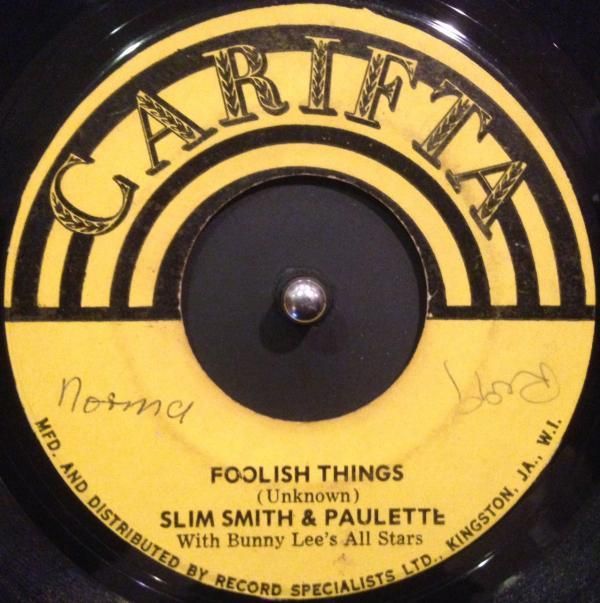 CARIFTA
Norma
FOOLISH THINGS
(Unknown)
SLIM SMITH & PAULETTE
With Bunny Lee's All Stars
MFD. AND DISTRIBUTED BY RECORD SPECIALISTS LTD., KINGSTON, JA., W.I.